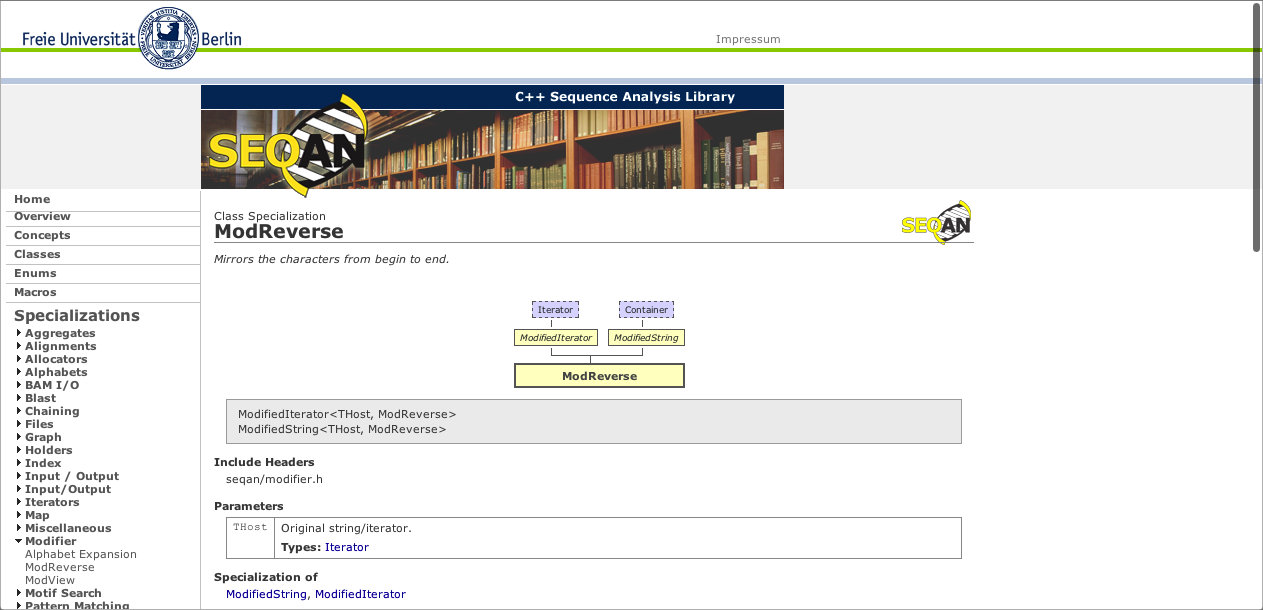 Freie Universität Berlin
Impressum
C++ Sequence Analysis Library
SEQAN
Home
Overview
Concepts
Classes
Enums
Macros
Specializations
Aggregates
Alignments
Allocators
Alphabets
BAM I/O
Blast
Chaining
Files
Graph
Holders
Index
Input / Output
Input/Output
Iterators
Map
Miscellaneous
Modifier
Alphabet Expansion
ModReverse
ModView
Motif Search
Pattern Matching
Class Specialization
ModReverse
SEQAN
Mirrors the characters from begin to end.
Iterator Container
ModifiedIterator ModifiedString
ModReverse
ModifiedIterator<THost, ModReverse>
ModifiedString<THost, ModReverse>
Include Headers
seqan/modifier.h
Parameters
THost Original string/iterator.
Types: Iterator
Specialization of
ModifiedString, ModifiedIterator